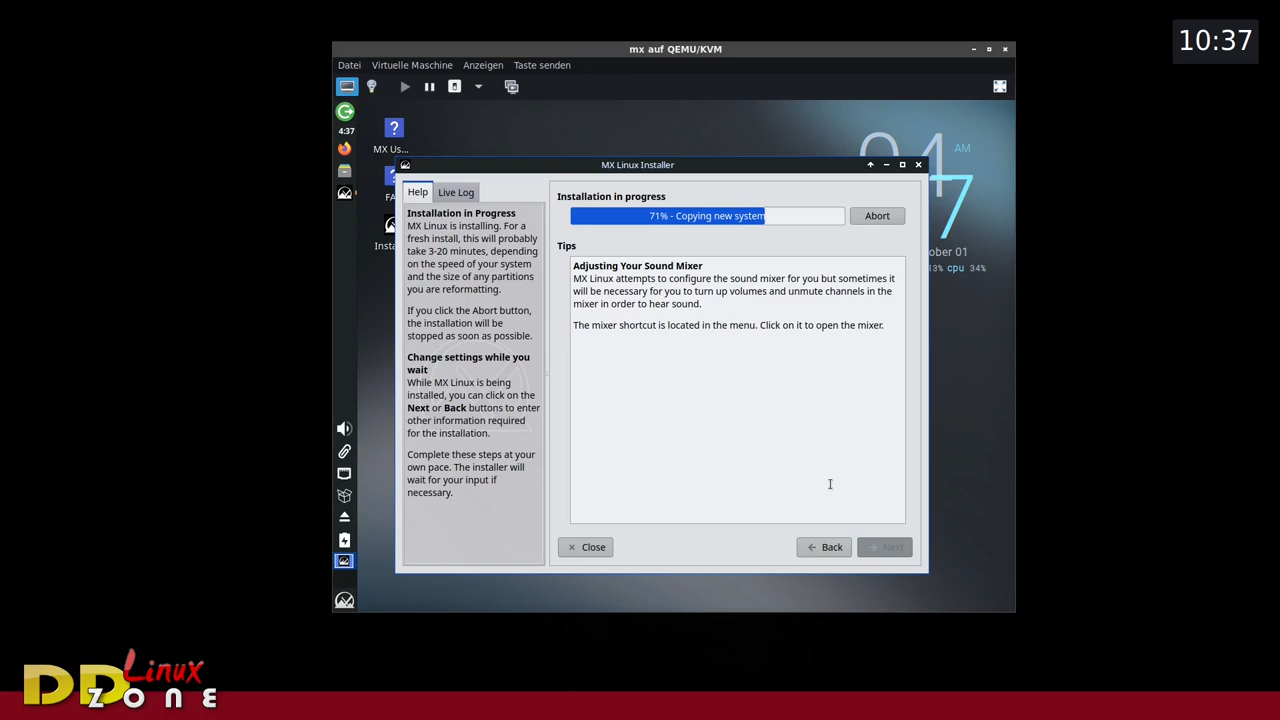 10:37
mx auf QEMU/KVM
Datei Virtuelle Maschine Anzeigen Taste senden
4:37
MX Us...
FA
Insta
AM
7
ober 01
13% cpu 34%
MX Linux Installer
Help Live Log
Installation in Progress
MX Linux is installing. For a
fresh install, this will probably
take 3-20 minutes, depending
on the speed of your system
and the size of any partitions
you are reformatting.
If you click the Abort button,
the installation will be
stopped as soon as possible.
Change settings while you
wait
While MX Linux is being
installed, you can click on the
Next or Back buttons to enter
other information required
for the installation.
Complete these steps at your
own pace. The installer will
wait for your input if
necessary.
Installation in progress
71% - Copying new system
Abort
Tips
Adjusting Your Sound Mixer
MX Linux attempts to configure the sound mixer for you but sometimes it
will be necessary for you to turn up volumes and unmute channels in the
mixer in order to hear sound.
The mixer shortcut is located in the menu. Click on it to open the mixer.
Close
Back
Next
DD Linux
ZONE